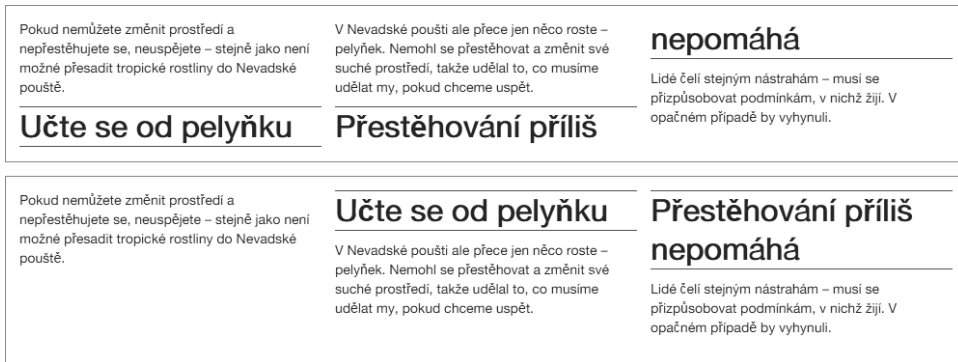 Pokud nemůžete změnit prostředí a
nepřestěhujete se, neuspějete – stejně jako není
možné přesadit tropické rostliny do Nevadské
pouště.
Učte se od pelyňku
V Nevadské poušti ale přece jen něco roste –
pelyněk. Nemohl se přestěhovat a změnit své
suché prostředí, takže udělal to, co musíme
udělat my, pokud chceme uspět.
Přestěhování příliš
nepomáhá
Lidé čelí stejným nástrahám – musí se
přizpůsobovat podmínkám, v nichž žijí. V
opačném případě by vyhynuli.
Pokud nemůžete změnit prostředí a
nepřestěhujete se, neuspějete – stejně jako není
možné přesadit tropické rostliny do Nevadské
pouště.
Učte se od pelyňku
V Nevadské poušti ale přece jen něco roste –
pelyněk. Nemohl se přestěhovat a změnit své
suché prostředí, takže udělal to, co musíme
udělat my, pokud chceme uspět.
Přestěhování příliš
nepomáhá
Lidé čelí stejným nástrahám – musí se
přizpůsobovat podmínkám, v nichž žijí. V
opačném případě by vyhynuli.